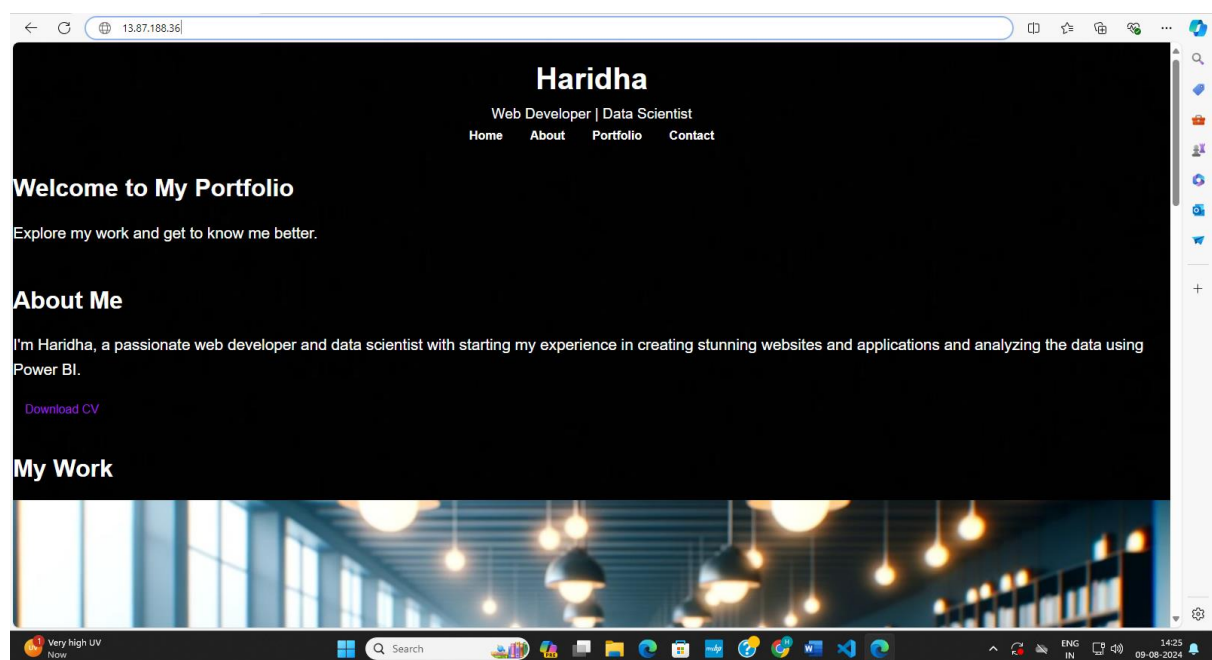 13.87.188.36
Haridha
Web Developer | Data Scientist
Home About Portfolio Contact
Welcome to My Portfolio
Explore my work and get to know me better.
About Me
I'm Haridha, a passionate web developer and data scientist with starting my experience in creating stunning websites and applications and analyzing the data using
Power BI.
Download CV
My Work
Very high UV
Now
Search
ENG
IN
14:25
09-08-2024